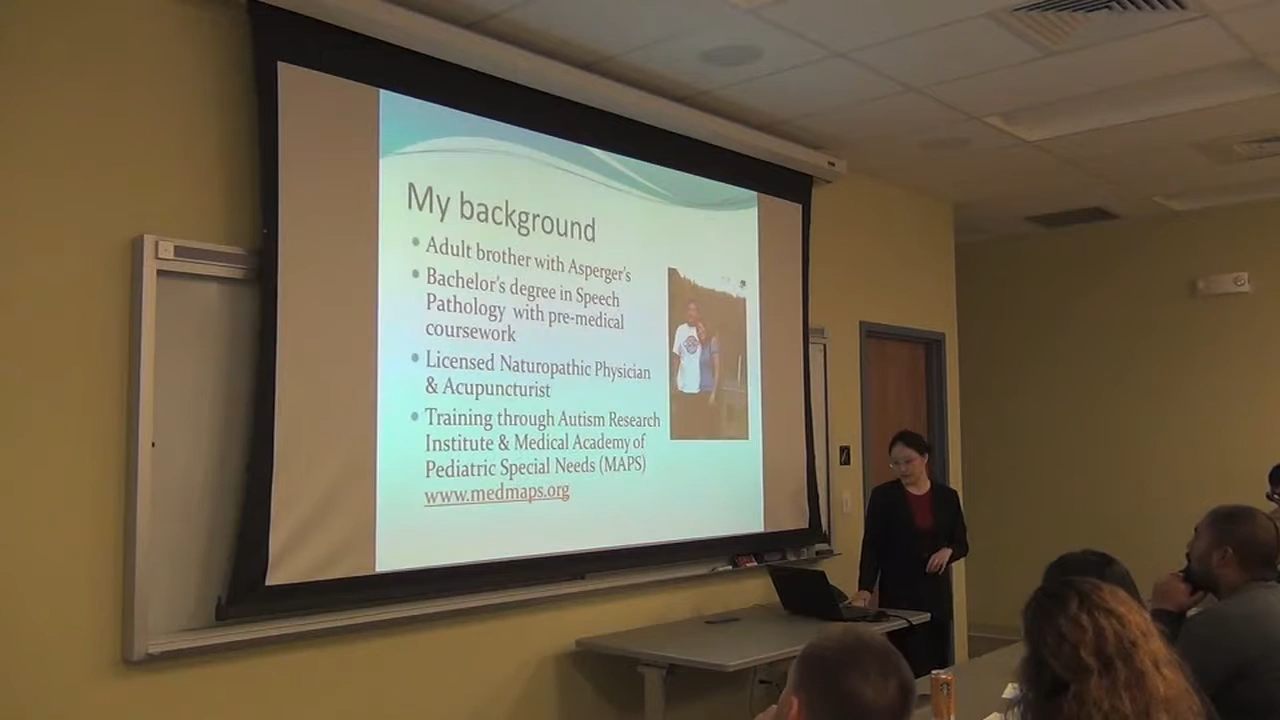 My background
• Adult brother with Asperger's
• Bachelor's degree in Speech
Pathology with pre-medical
coursework
• Licensed Naturopathic Physician
& Acupuncturist
• Training through Autism Research
Institute & Medical Academy of
Pediatric Special Needs (MAPS)
www.medmaps.org